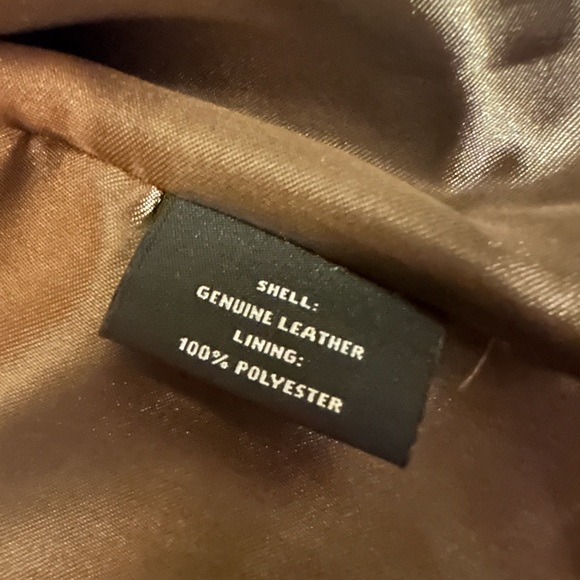 SHELL:
GENUINE LEATHER
LINING:
100% POLYESTER